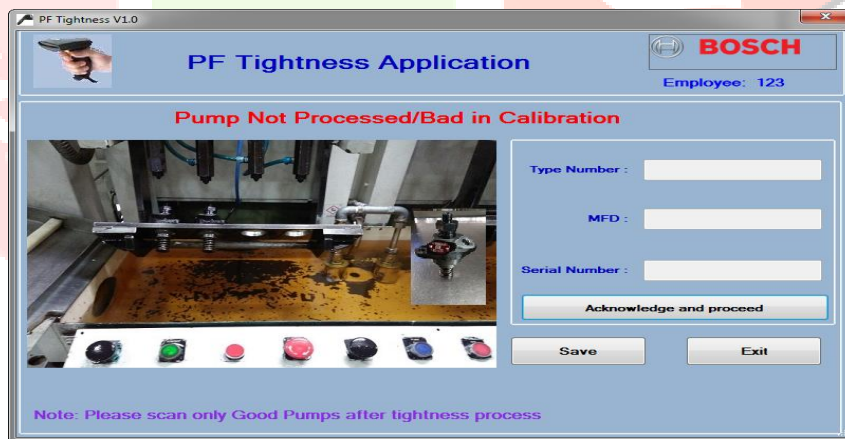 PF Tightness V1.0
PF Tightness Application
BOSCH
Employee: 123
Pump Not Processed/Bad in Calibration
Type Number :
MFD :
Serial Number :
Acknowledge and proceed
Save
Exit
Note: Please scan only Good Pumps after tightness process